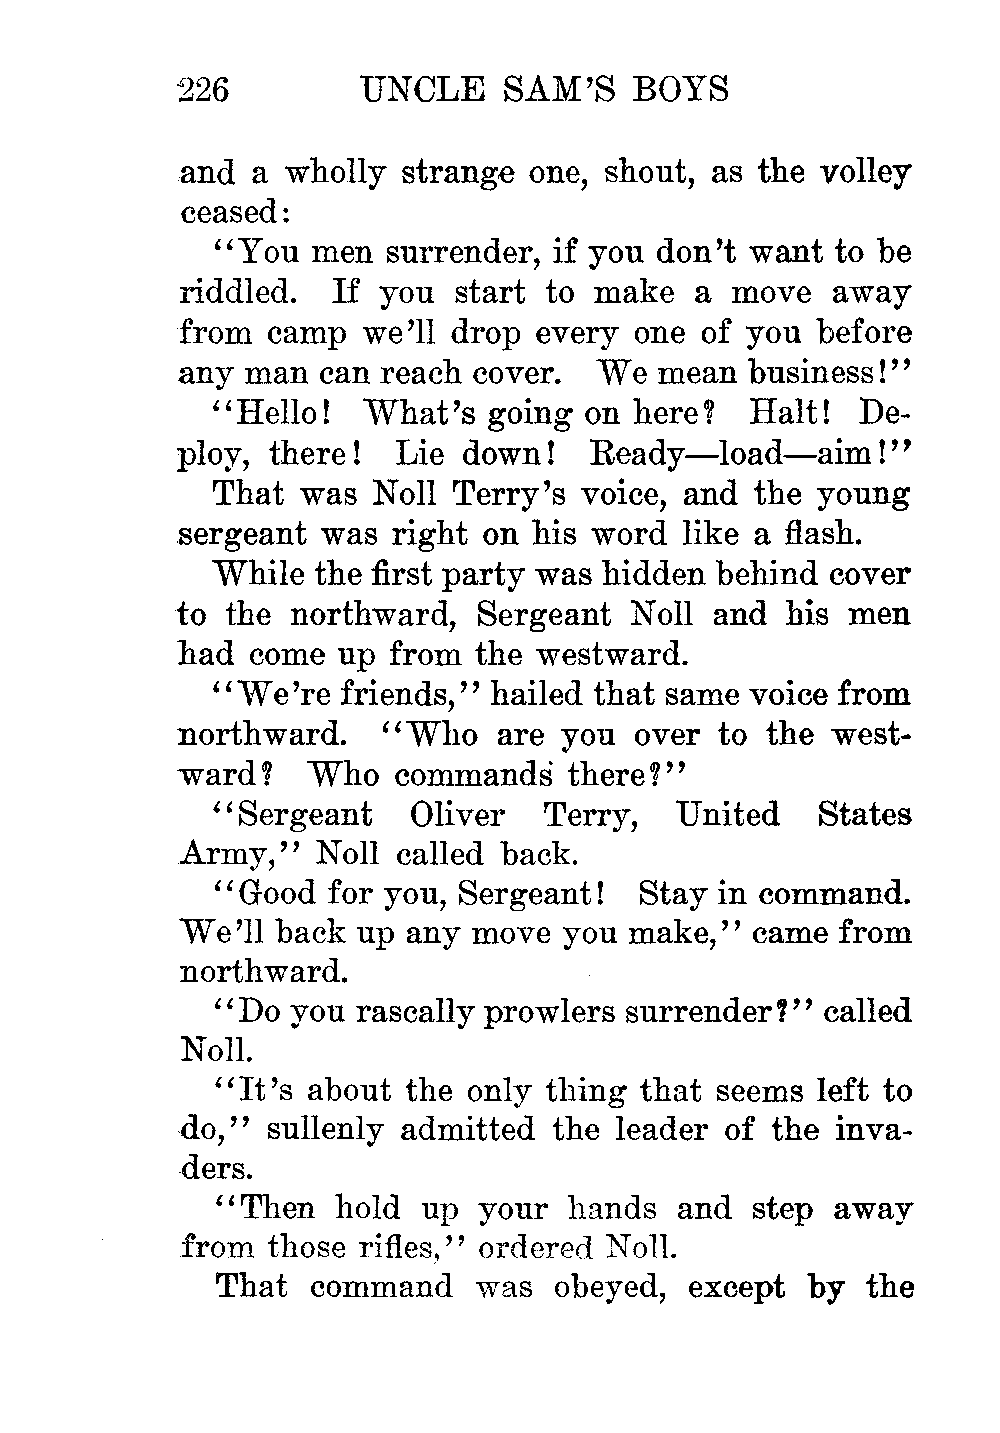 226 UNCLE SAM'S BOYS
and a wholly strange one, shout, as the volley
ceased:
"You men surrender, if you don't want to be
riddled. If you start to make a move away
from camp we'll drop every one of you before
any man can reach cover. We mean business!"
"Hello! What's going on here? Halt! De-
ploy, there! Lie down! Ready—load—aim!"
That was Noll Terry's voice, and the young
sergeant was right on his word like a flash.
While the first party was hidden behind cover
to the northward, Sergeant Noll and his men
had come up from the westward.
"We're friends," hailed that same voice from
northward. "Who are you over to the west-
ward? Who commands there?"
"Sergeant Oliver Terry, United States
Army," Noll called back.
"Good for you, Sergeant! Stay in command.
We'll back up any move you make," came from
northward.
"Do you rascally prowlers surrender?" called
Noll.
"It's about the only thing that seems left to
do," sullenly admitted the leader of the inva-
ders.
"Then hold up your hands and step away
from those rifles," ordered Noll.
That command was obeyed, except by the